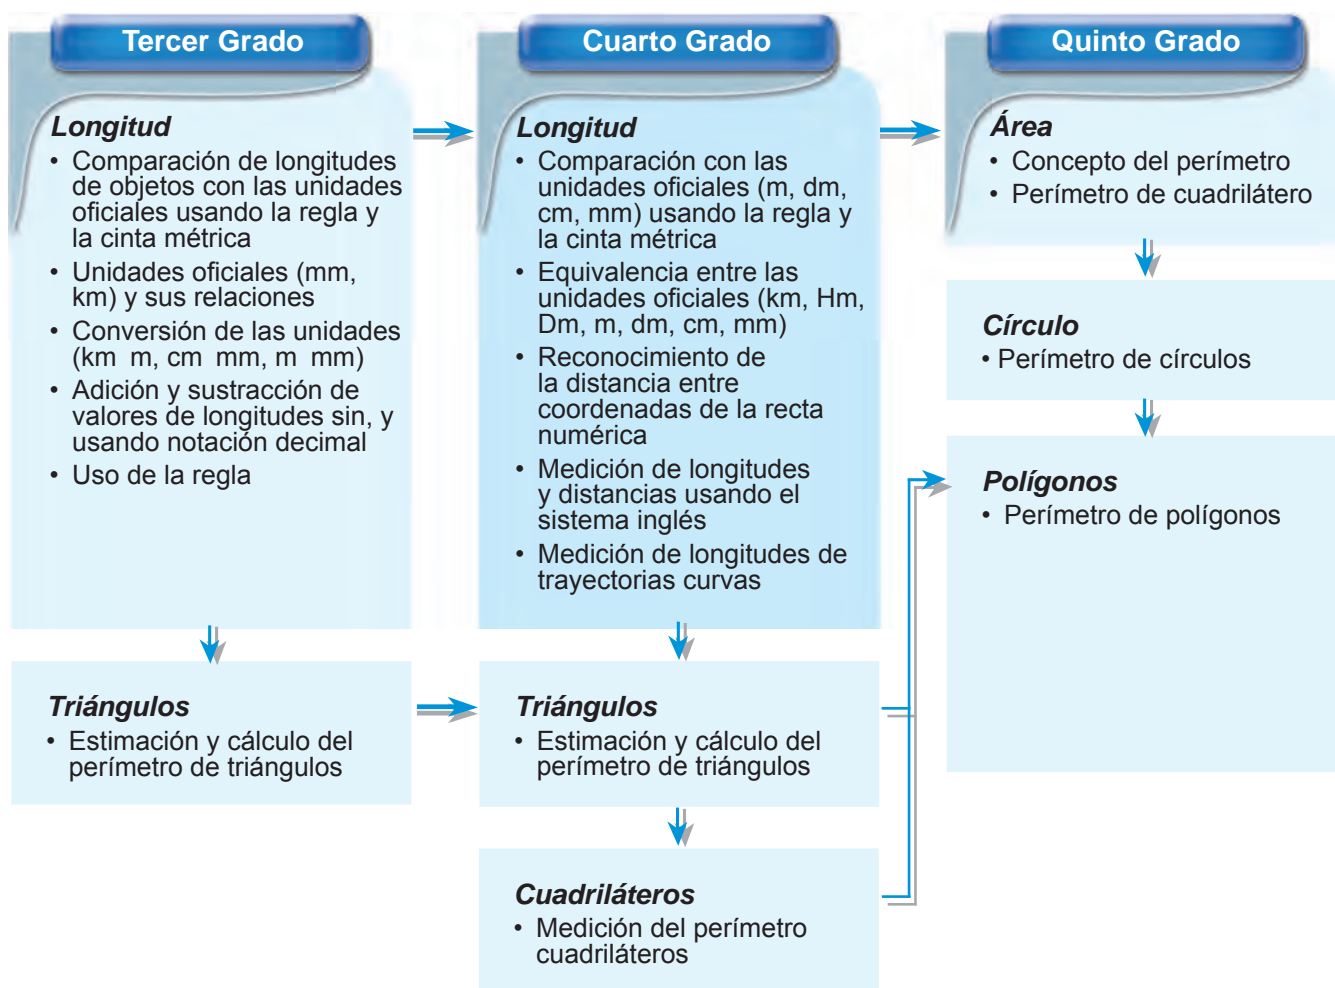 Tercer Grado
Longitud
• Comparación de longitudes
de objetos con las unidades
oficiales usando la regla y
la cinta métrica
• Unidades oficiales (mm,
km) y sus relaciones
• Conversión de las unidades
(km m, cm mm, m mm)
• Adición y sustracción de
valores de longitudes sin, y
usando notación decimal
• Uso de la regla
Triángulos
• Estimación y cálculo del
perímetro de triángulos
Cuarto Grado
Longitud
• Comparación con las
unidades oficiales (m, dm,
cm, mm) usando la regla y
la cinta métrica
• Equivalencia entre las
unidades oficiales (km, Hm,
Dm, m, dm, cm, mm)
• Reconocimiento de
la distancia entre
coordenadas de la recta
numérica
• Medición de longitudes
y distancias usando el
sistema inglés
• Medición de longitudes de
trayectorias curvas
Triángulos
• Estimación y cálculo del
perímetro de triángulos
Cuadriláteros
• Medición del perímetro
cuadriláteros
Quinto Grado
Área
• Concepto del perímetro
• Perímetro de cuadrilátero
Círculo
• Perímetro de círculos
Polígonos
• Perímetro de polígonos